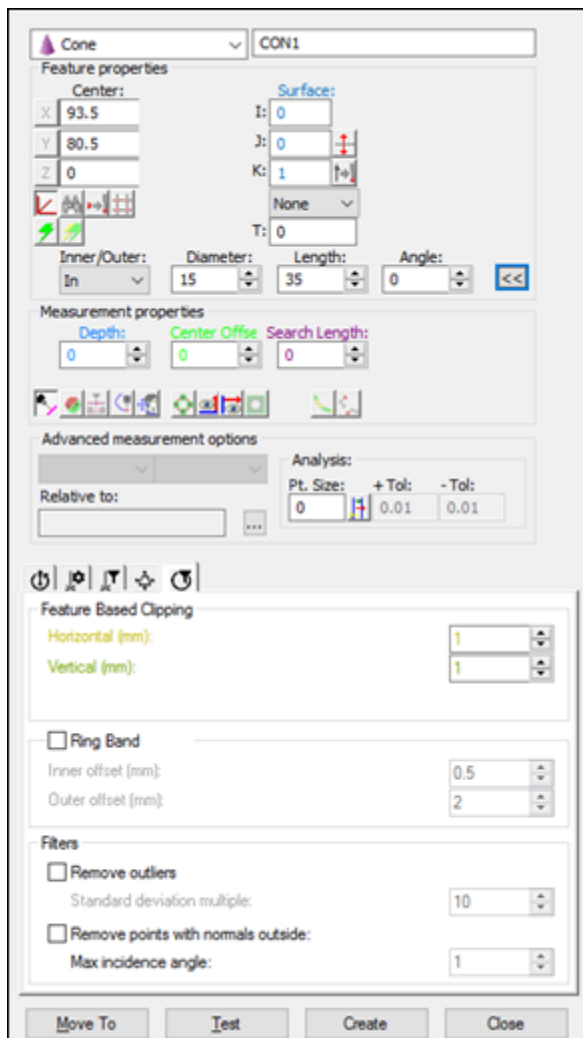 Cone CON1
Feature properties
Center: Surface:
X 93.5 I: 0
Y 80.5 J: 0
Z 0 K: 1
None
T: 0
Inner/Outer: Diameter: Length: Angle:
In 15 35 0 <<
Measurement properties
Depth: Center Offse Search Length:
0 0 0
Advanced measurement options
Analysis:
Pt. Size: + Tol: - Tol:
Relative to: 0 0.01 0.01
...
Feature Based Clipping
Horizontal (mm): 1
Vertical (mm): 1
Ring Band
Inner offset (mm): 0.5
Outer offset (mm): 2
Filters
Remove outliers
Standard deviation multiple: 10
Remove points with normals outside:
Max incidence angle: 1
Move To Test Create Close